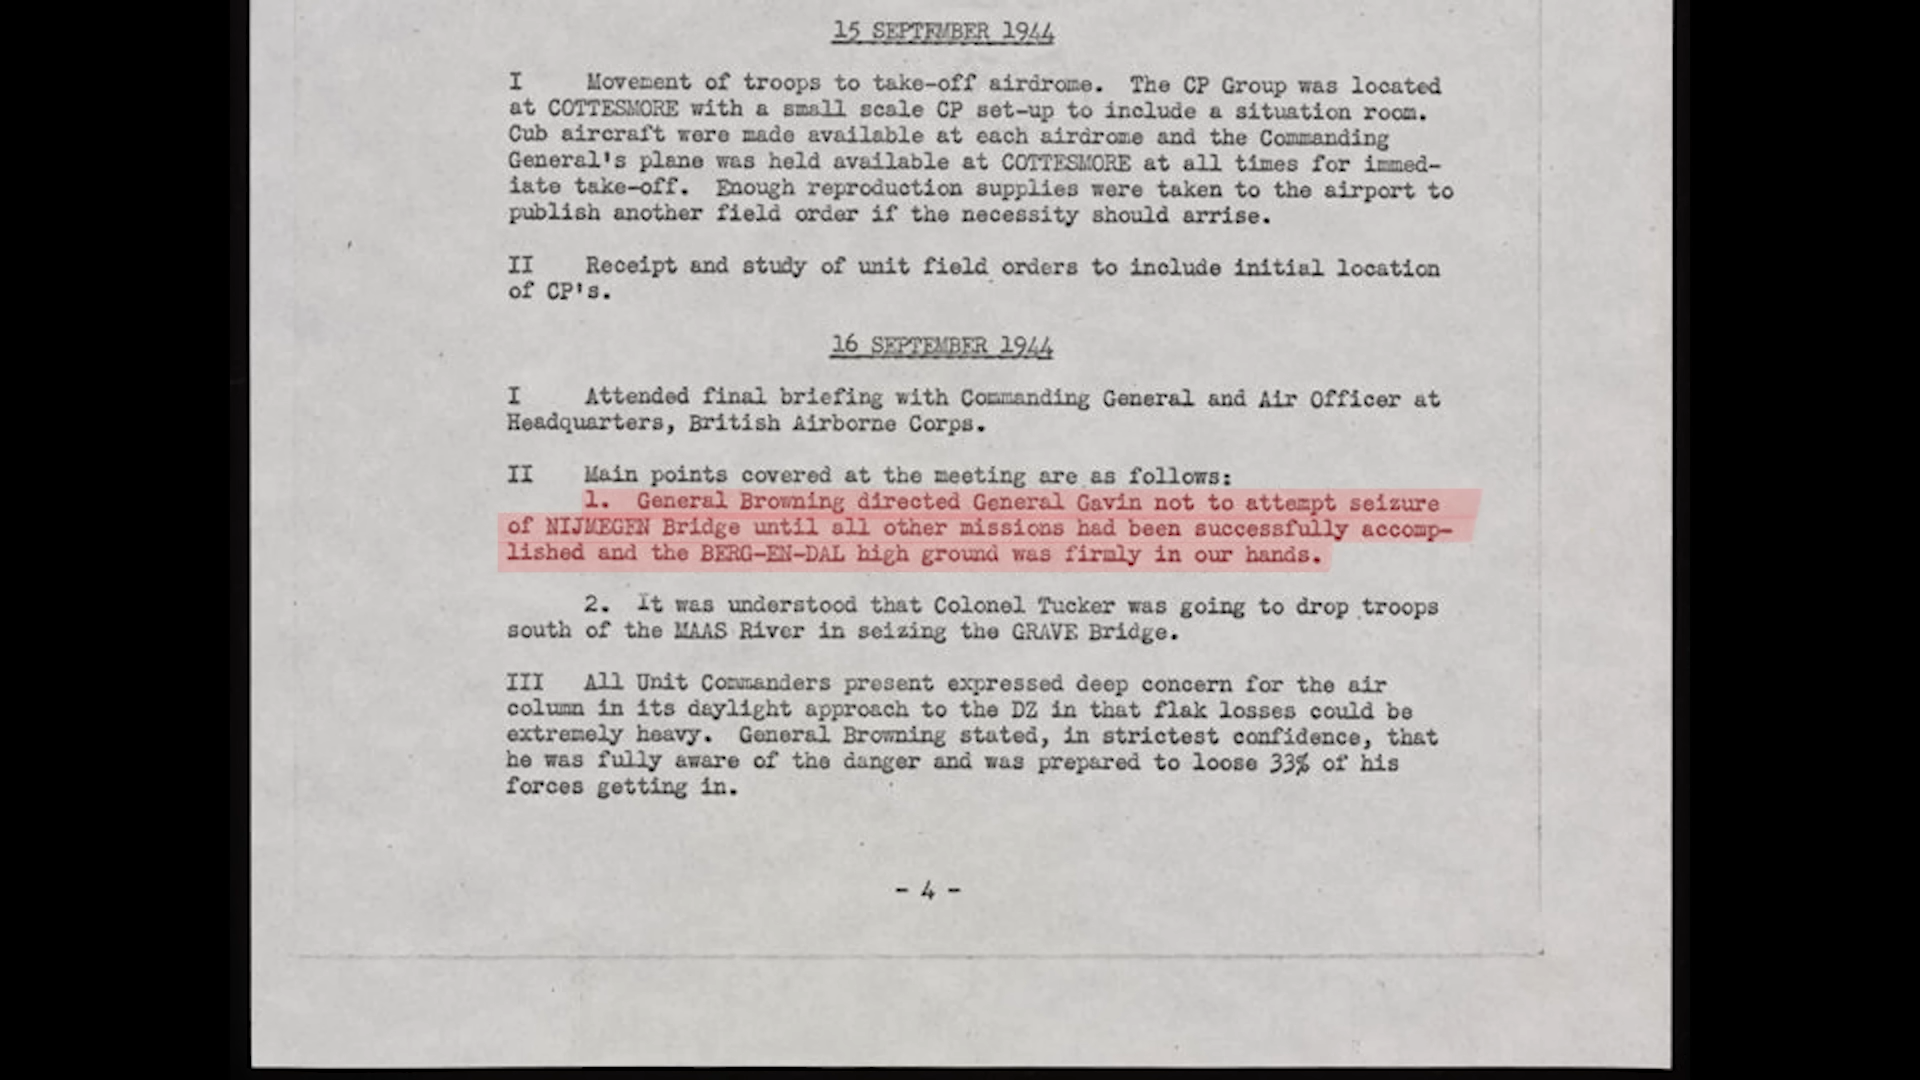 15 SEPTEMBER 1944
I Movement of troops to take-off airdrome. The CP Group was located
at COTTESMORE with a small scale CP set-up to include a situation room.
Cub aircraft were made available at each airdrome and the Commanding
General's plane was held available at COTTESMORE at all times for immed-
iate take-off. Enough reproduction supplies were taken to the airport to
publish another field order if the necessity should arrise.
II Receipt and study of unit field orders to include initial location
of CP's.
16 SEPTEMBER 1944
I Attended final briefing with Commanding General and Air Officer at
Headquarters, British Airborne Corps.
II Main points covered at the meeting are as follows:
1. General Browning directed General Gavin not to attempt seizure
of NIJMEGEN Bridge until all other missions had been successfully accomp-
lished and the BERG-EN-DAL high ground was firmly in our hands.
2. It was understood that Colonel Tucker was going to drop troops
south of the MAAS River in seizing the GRAVE Bridge.
III All Unit Commanders present expressed deep concern for the air
column in its daylight approach to the DZ in that flak losses could be
extremely heavy. General Browning stated, in strictest confidence, that
he was fully aware of the danger and was prepared to loose 33% of his
forces getting in.
- 4 -